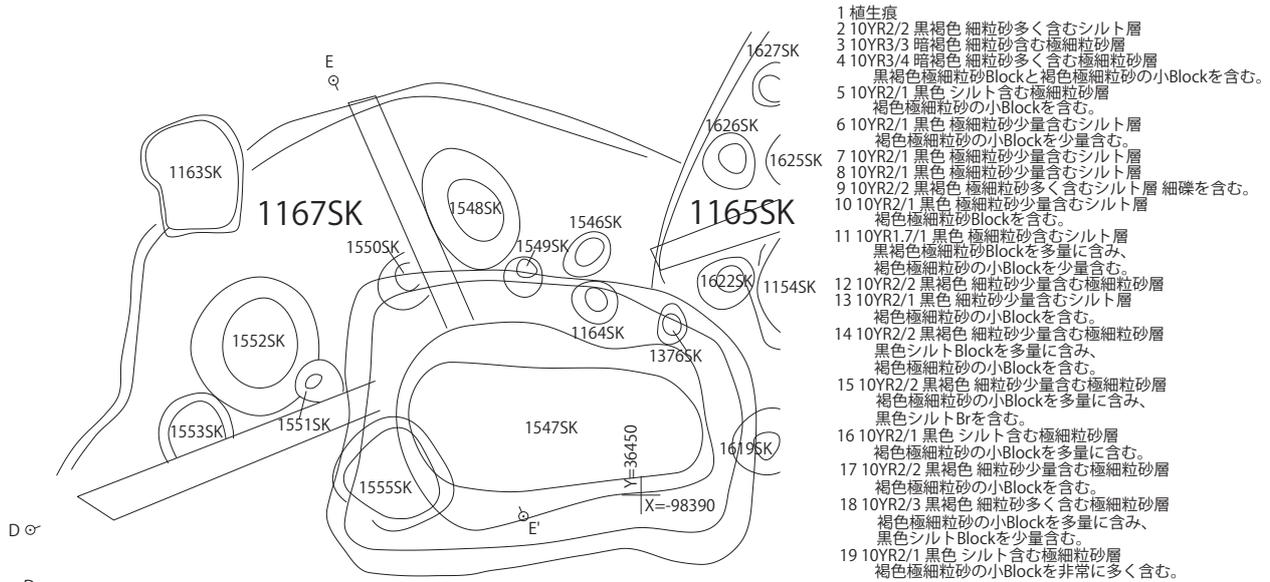 E
1627SK
1626SK
1625SK
1163SK
1167SK
1548SK
1165SK
1546SK
1550SK
1549SK
1622SK
1154SK
1552SK
1164SK
1376SK
1553SK
1551SK
1547SK
Y=36450
1619SK
1555SK
X=-98390
E'
D
1 植生痕
2 10YR2/2 黒褐色 細粒砂多く含むシルト層
3 10YR3/3 暗褐色 細粒砂含む極細粒砂層
4 10YR3/4 暗褐色 細粒砂多く含む極細粒砂層
黒褐色極細粒砂Blockと褐色極細粒砂の小Blockを含む。
5 10YR2/1 黒色 シルト含む極細粒砂層
褐色極細粒砂の小Blockを含む。
6 10YR2/1 黒色 極細粒砂少量含むシルト層
褐色極細粒砂の小Blockを少量含む。
7 10YR2/1 黒色 極細粒砂少量含むシルト層
8 10YR2/1 黒色 極細粒砂少量含むシルト層
9 10YR2/2 黒褐色 極細粒砂多く含むシルト層 細礫を含む。
10 10YR2/1 黒色 極細粒砂少量含むシルト層
褐色極細粒砂Blockを含む。
11 10YR1.7/1 黒色 極細粒砂含むシルト層
黒褐色極細粒砂Blockを多量に含み、
褐色極細粒砂の小Blockを少量含む。
12 10YR2/2 黒褐色 細粒砂少量含む極細粒砂層
13 10YR2/1 黒色 細粒砂少量含むシルト層
褐色極細粒砂の小Blockを含む。
14 10YR2/2 黒褐色 細粒砂少量含む極細粒砂層
黒色シルトBlockを多量に含み、
褐色極細粒砂の小Blockを含む。
15 10YR2/2 黒褐色 細粒砂少量含む極細粒砂層
褐色極細粒砂の小Blockを多量に含み、
黒色シルトBrを含む。
16 10YR2/1 黒色 シルト含む極細粒砂層
褐色極細粒砂の小Blockを多量に含む。
17 10YR2/2 黒褐色 細粒砂少量含む極細粒砂層
褐色極細粒砂の小Blockを含む。
18 10YR2/3 黒褐色 細粒砂多く含む極細粒砂層
褐色極細粒砂の小Blockを多量に含み、
黒色シルトBlockを少量含む。
19 10YR2/1 黒色 シルト含む極細粒砂層
褐色極細粒砂の小Blockを非常に多く含む。